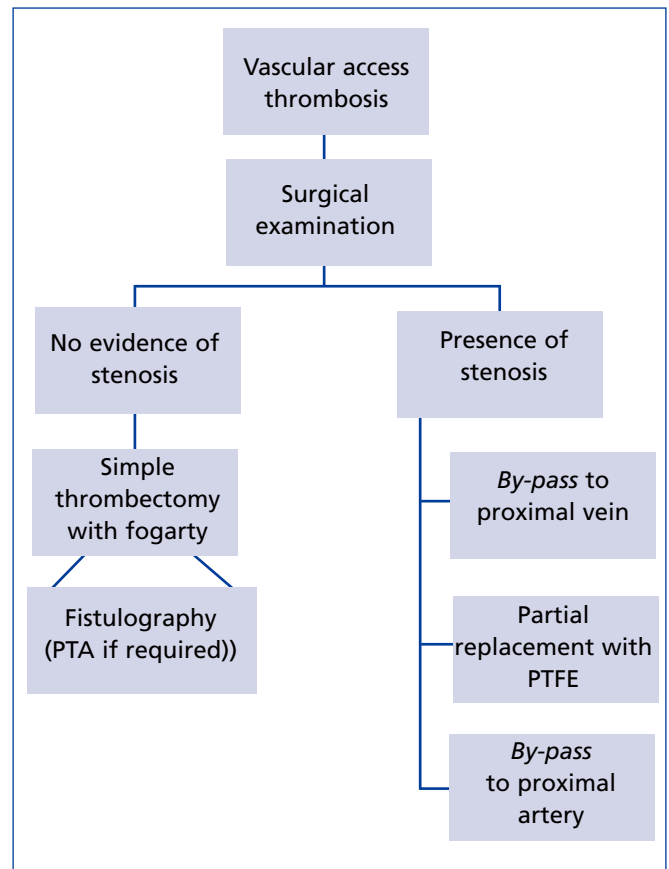 Vascular access
thrombosis
Surgical
examination
No evidence of
stenosis
Presence of
stenosis
Simple
thrombectomy
with fogarty
Fistulography
(PTA if required))
By-pass to
proximal vein
Partial
replacement with
PTFE
By-pass
to proximal
artery